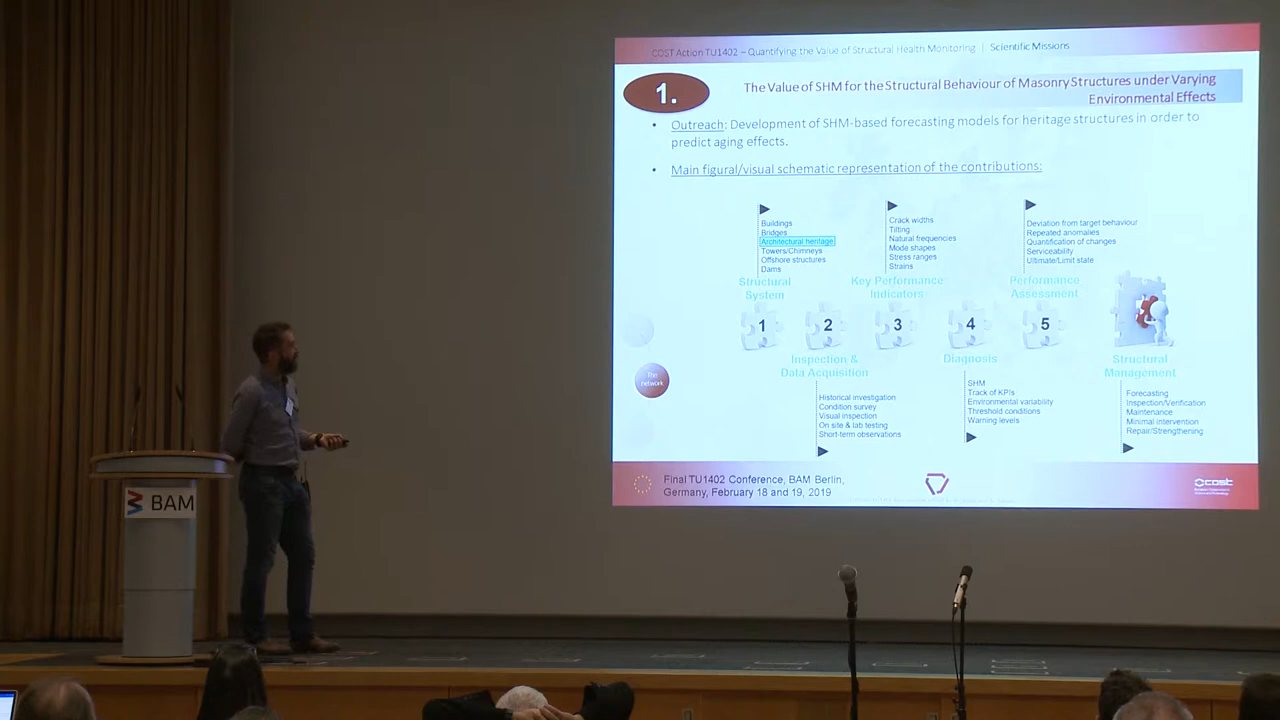 COST Action TU1402 – Quantifying the Value of Structural Health Monitoring | Scientific Missions
1.
The Value of SHM for the Structural Behaviour of Masonry Structures under Varying
Environmental Effects
• Outreach: Development of SHM-based forecasting models for heritage structures in order to
predict aging effects.
• Main figural/visual schematic representation of the contributions:
Buildings
Bridges
Architectural heritage
Towers/Chimneys
Offshore structures
Dams
Structural
System
Crack widths
Tilting
Natural frequencies
Mode shapes
Stress ranges
Strains
Key Performance
Indicators
Deviation from target behaviour
Repeated anomalies
Quantification of changes
Serviceability
Ultimate/Limit state
Performance
Assessment
1
2
3
4
5
The
network
Inspection &
Data Acquisition
Historical investigation
Condition survey
Visual inspection
On site & lab testing
Short-term observations
Diagnosis
SHM
Track of KPIs
Environmental variability
Threshold conditions
Warning levels
Structural
Management
Forecasting
Inspection/Verification
Maintenance
Minimal intervention
Repair/Strengthening
Final TU1402 Conference, BAM Berlin,
Germany, February 18 and 19, 2019
cost
BAM